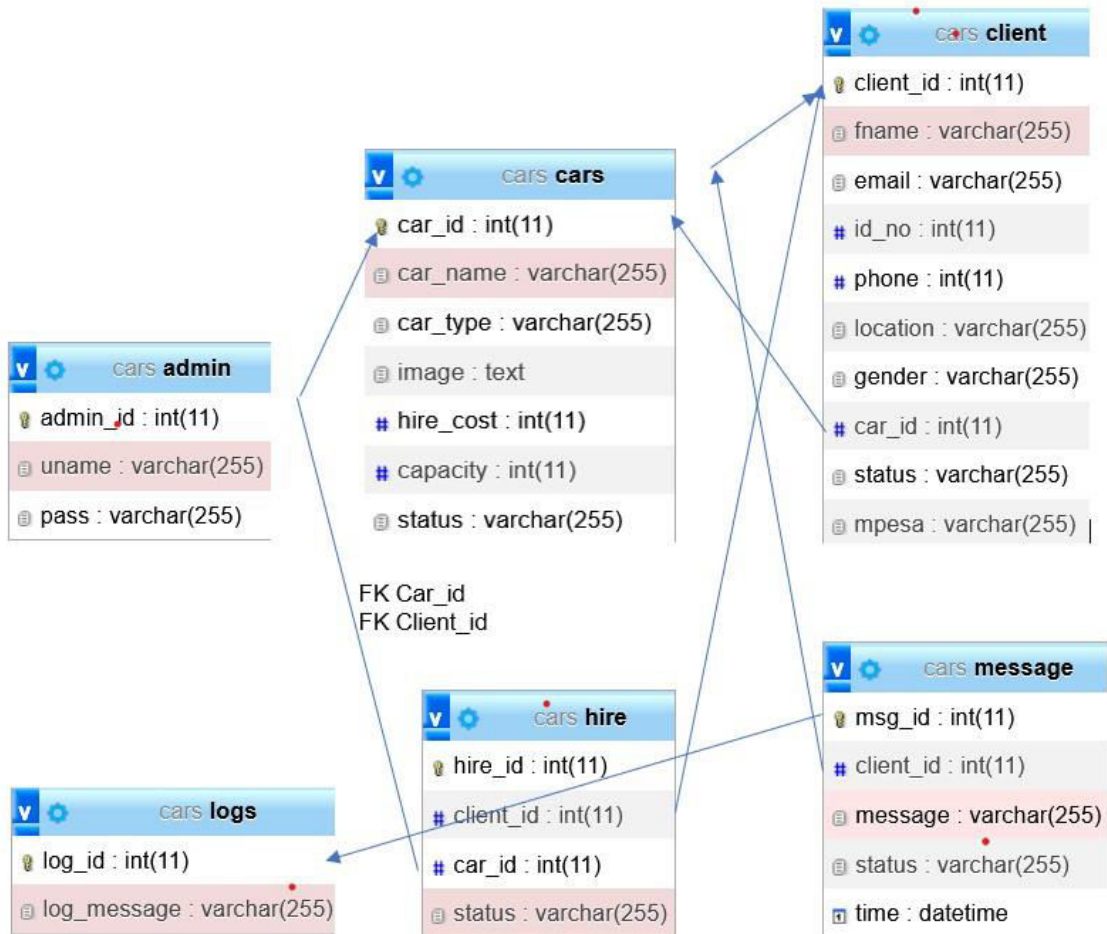 cars client
client_id : int(11)
fname : varchar(255)
email : varchar(255)
id_no : int(11)
phone : int(11)
location : varchar(255)
gender : varchar(255)
car_id : int(11)
status : varchar(255)
mpesa : varchar(255)
cars cars
car_id : int(11)
car_name : varchar(255)
car_type : varchar(255)
image : text
hire_cost : int(11)
capacity : int(11)
status : varchar(255)
cars admin
admin_id : int(11)
uname : varchar(255)
pass : varchar(255)
FK Car_id
FK Client_id
cars message
msg_id : int(11)
client_id : int(11)
message : varchar(255)
status : varchar(255)
time : datetime
cars hire
hire_id : int(11)
client_id : int(11)
car_id : int(11)
status : varchar(255)
cars logs
log_id : int(11)
log_message : varchar(255)